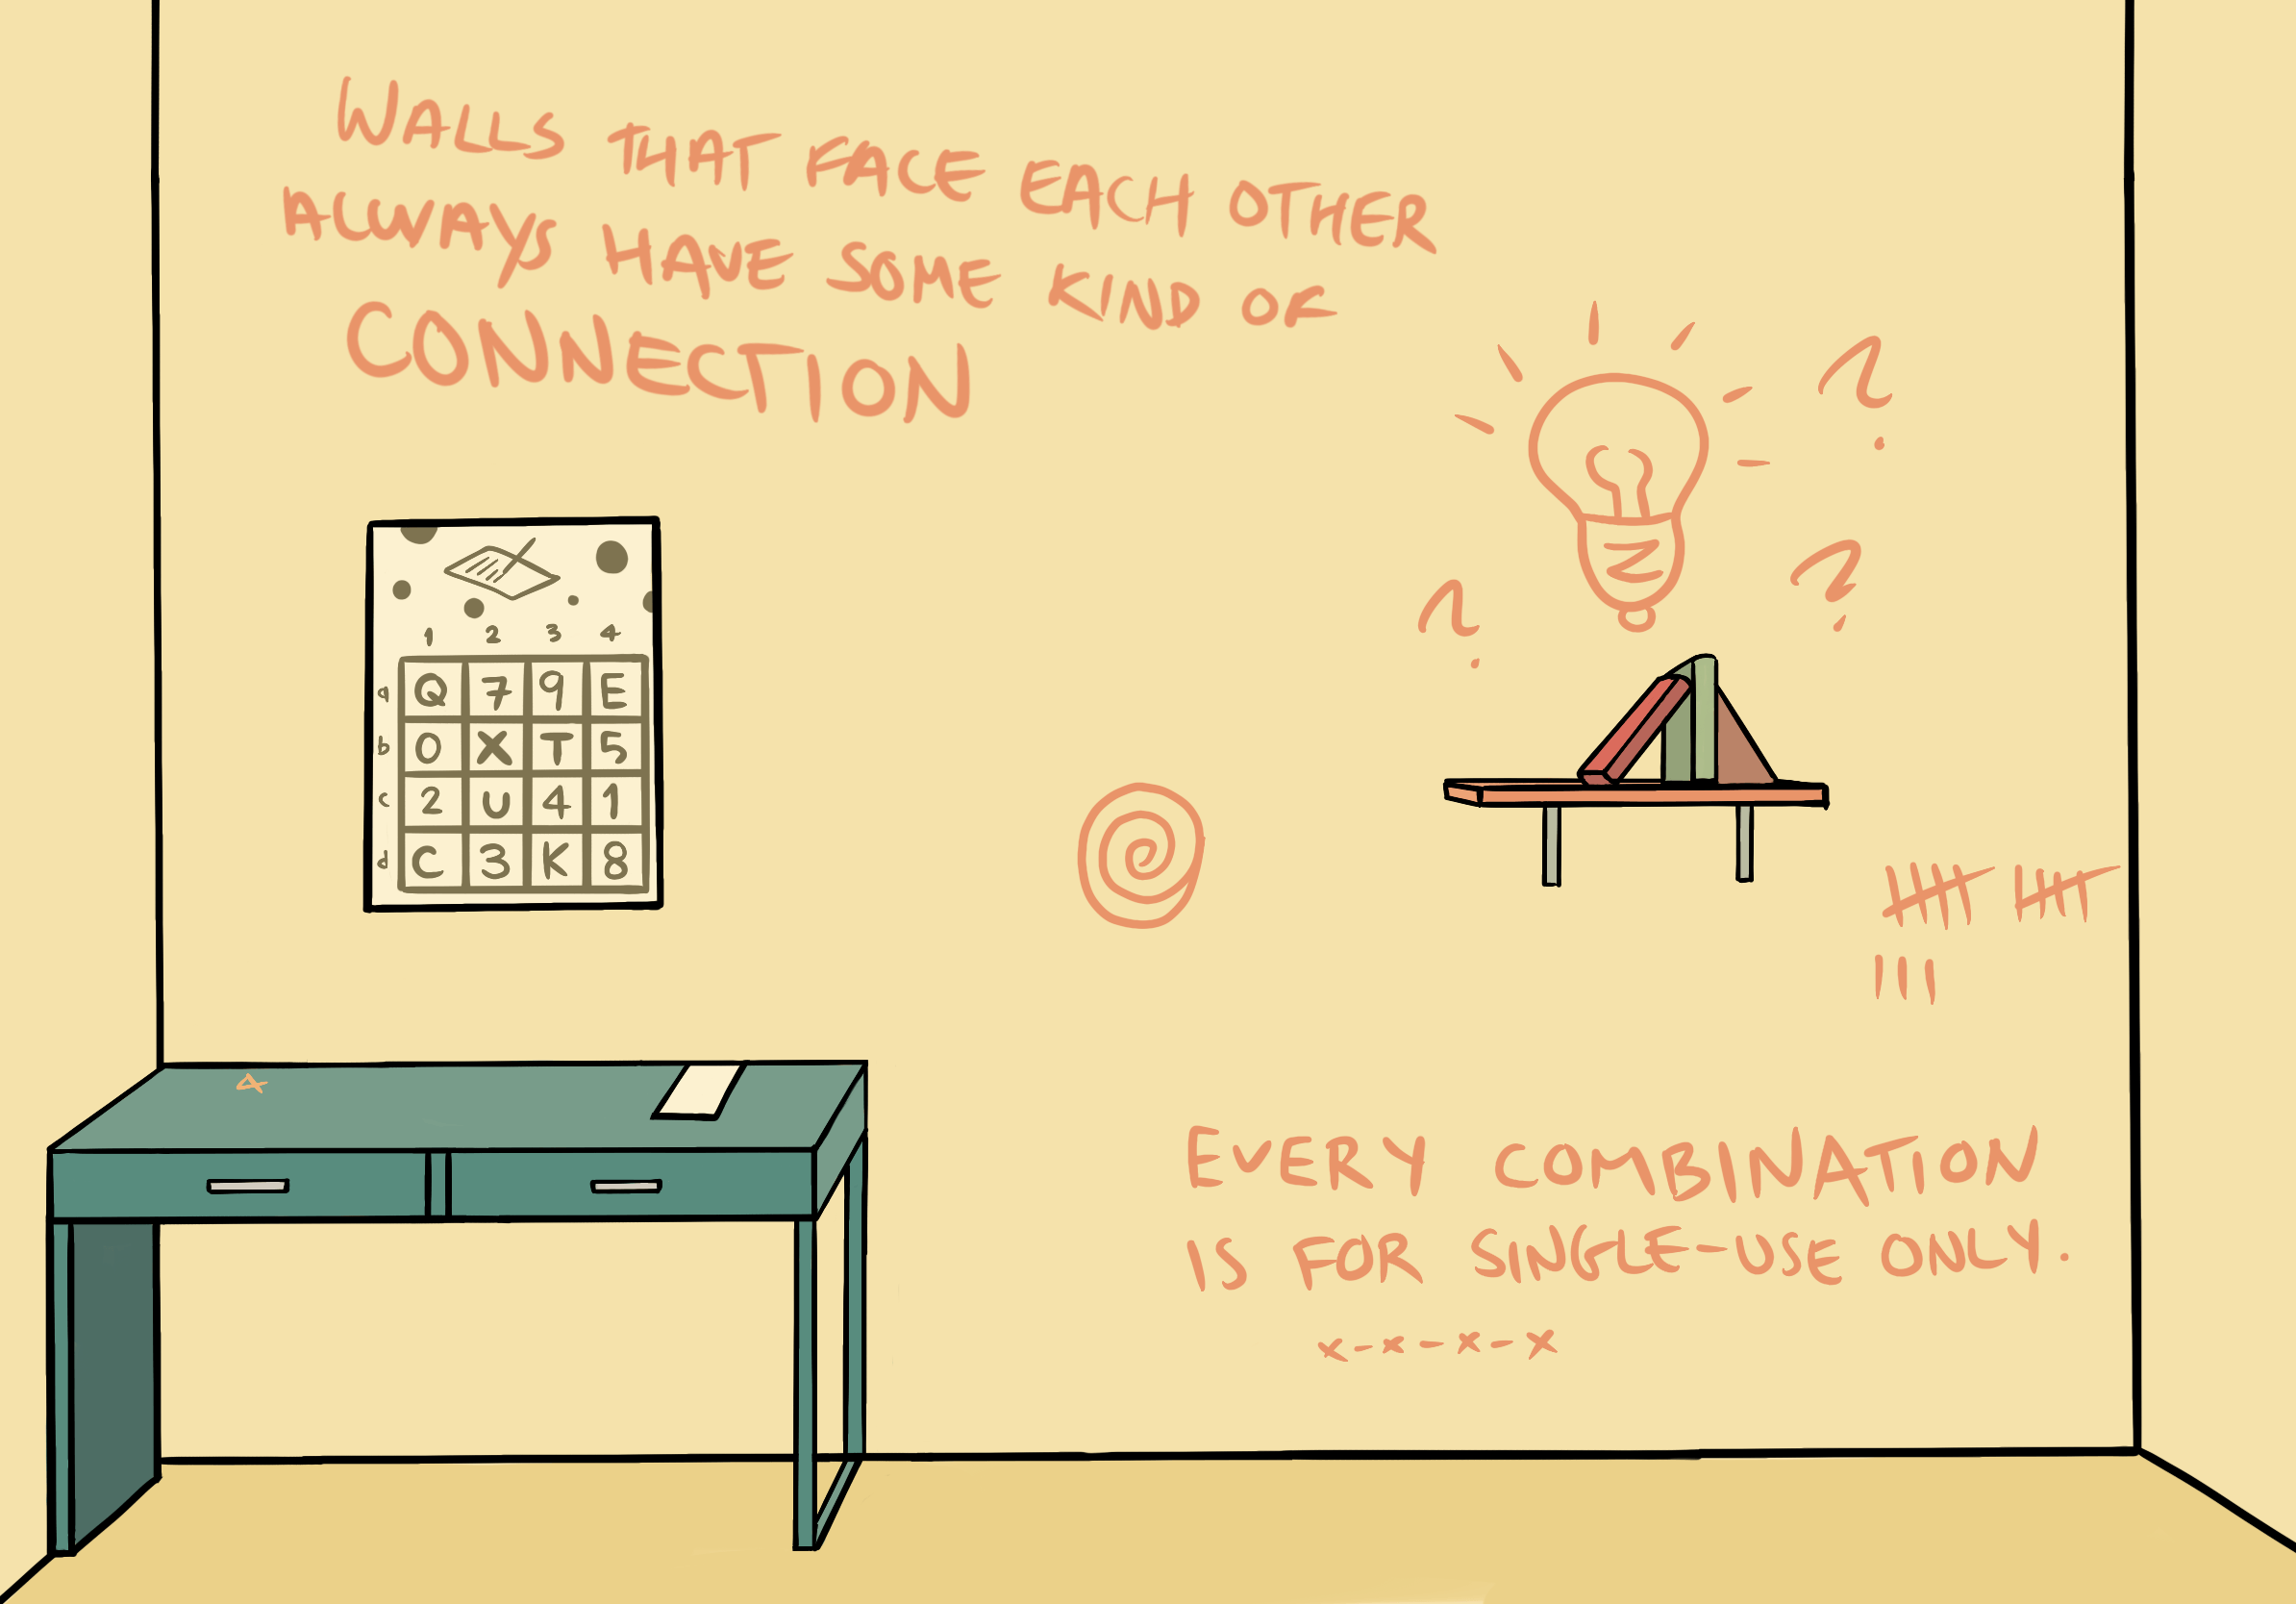 WALLS THAT FACE EACH OTHER
ALWAYS HAVE SOME KIND OF
CONNECTION
1 2 3 4
a Q 7 9 E
b O X T 5
c 2 U 4 1
d C 3 K 8
4
EVERY COMBINATION
IS FOR SINGLE-USE ONLY.
x-x-x-x